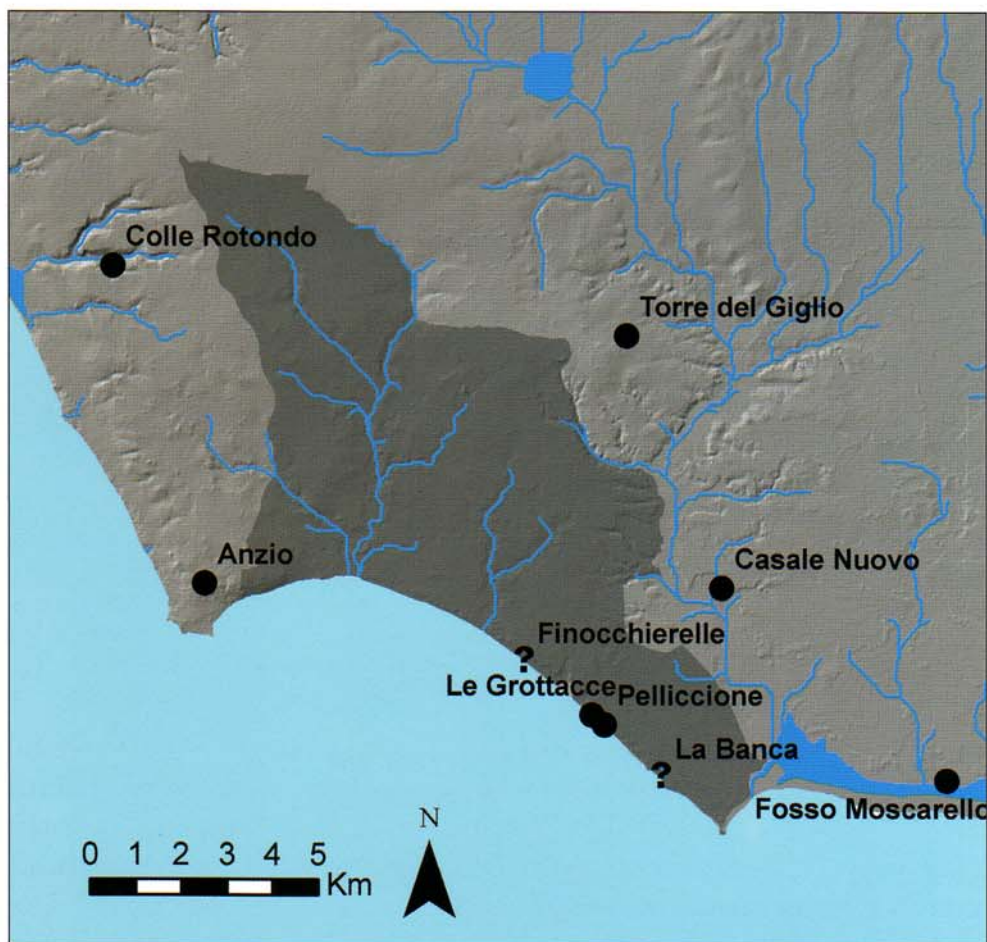 Colle Rotondo
Torre del Giglio
Anzio
Casale Nuovo
Finocchierelle
?
Le Grottacce
Pelliccione
La Banca
?
Fosso Moscarello
N
0 1 2 3 4 5
Km